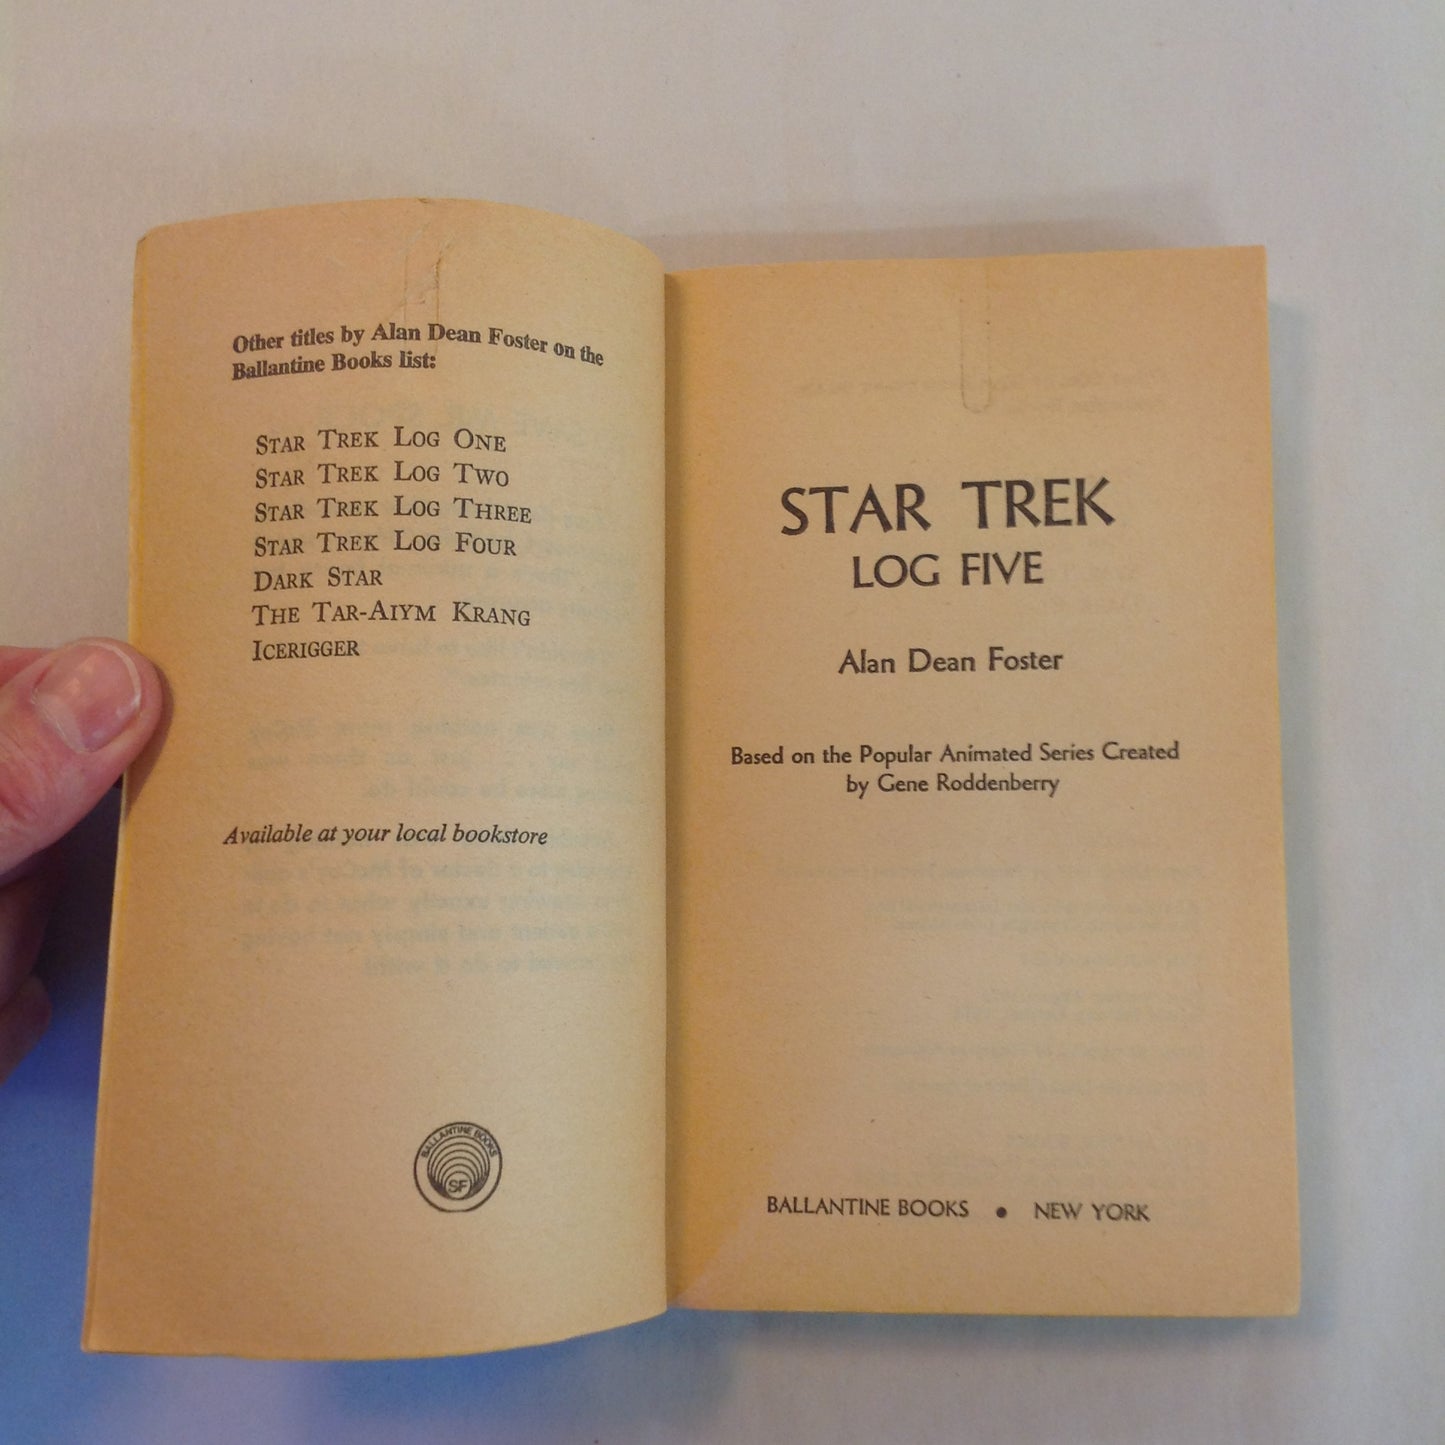 Other titles by Alan Dean Foster on the
Ballantine Books list:
STAR TREK LOG ONE
STAR TREK LOG TWO
STAR TREK LOG THREE
STAR TREK LOG FOUR
DARK STAR
THE TAR-AIYM KRANG
ICERIGGER
Available at your local bookstore
BALLANTINE BOOKS
SF
STAR TREK
LOG FIVE
Alan Dean Foster
Based on the Popular Animated Series Created
by Gene Roddenberry
BALLANTINE BOOKS • NEW YORK